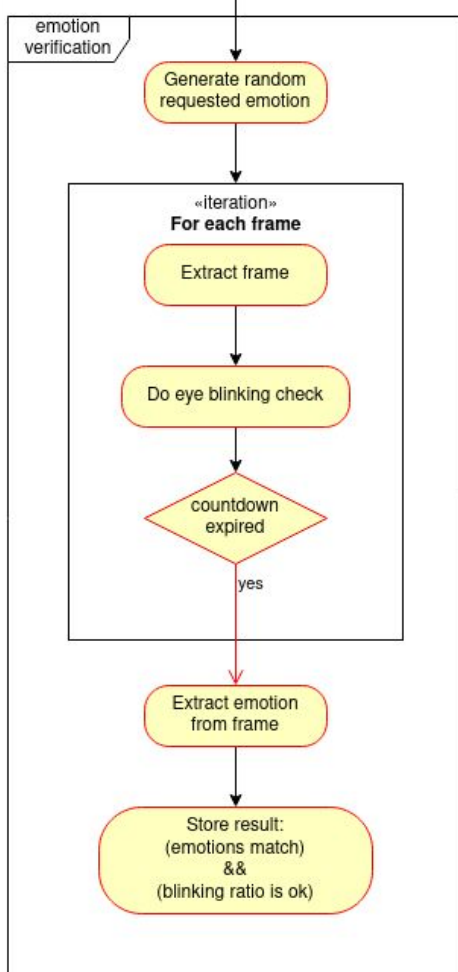 emotion
verification
Generate random
requested emotion
«iteration»
For each frame
Extract frame
Do eye blinking check
countdown
expired
yes
Extract emotion
from frame
Store result:
(emotions match)
&&
(blinking ratio is ok)